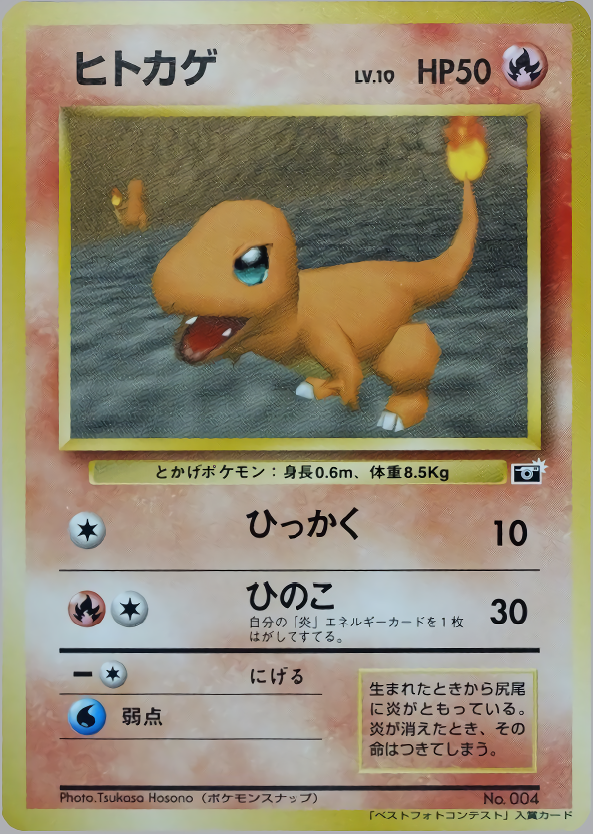 ヒトカゲ LV.10 HP50
とかげポケモン：身長0.6m、体重8.5Kg
ひっかく 10
ひのこ 30
自分の「炎」エネルギーカードを1枚
はがしてすてる。
にげる
弱点
生まれたときから尻尾
に炎がともっている。
炎が消えたとき、その
命はつきてしまう。
Photo.Tsukasa Hosono（ポケモンスナップ） No. 004
「ベストフォトコンテスト」入賞カード